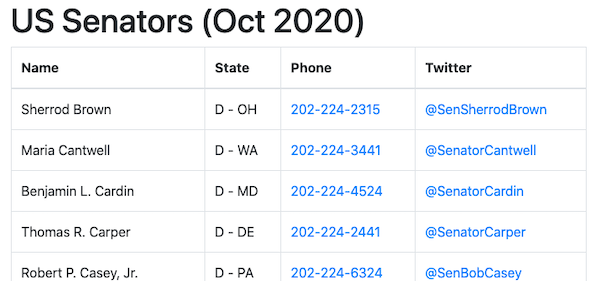 US Senators (Oct 2020)
Name State Phone Twitter
Sherrod Brown D - OH 202-224-2315 @SenSherrodBrown
Maria Cantwell D - WA 202-224-3441 @SenatorCantwell
Benjamin L. Cardin D - MD 202-224-4524 @SenatorCardin
Thomas R. Carper D - DE 202-224-2441 @SenatorCarper
Robert P. Casey, Jr. D - PA 202-224-6324 @SenBobCasey